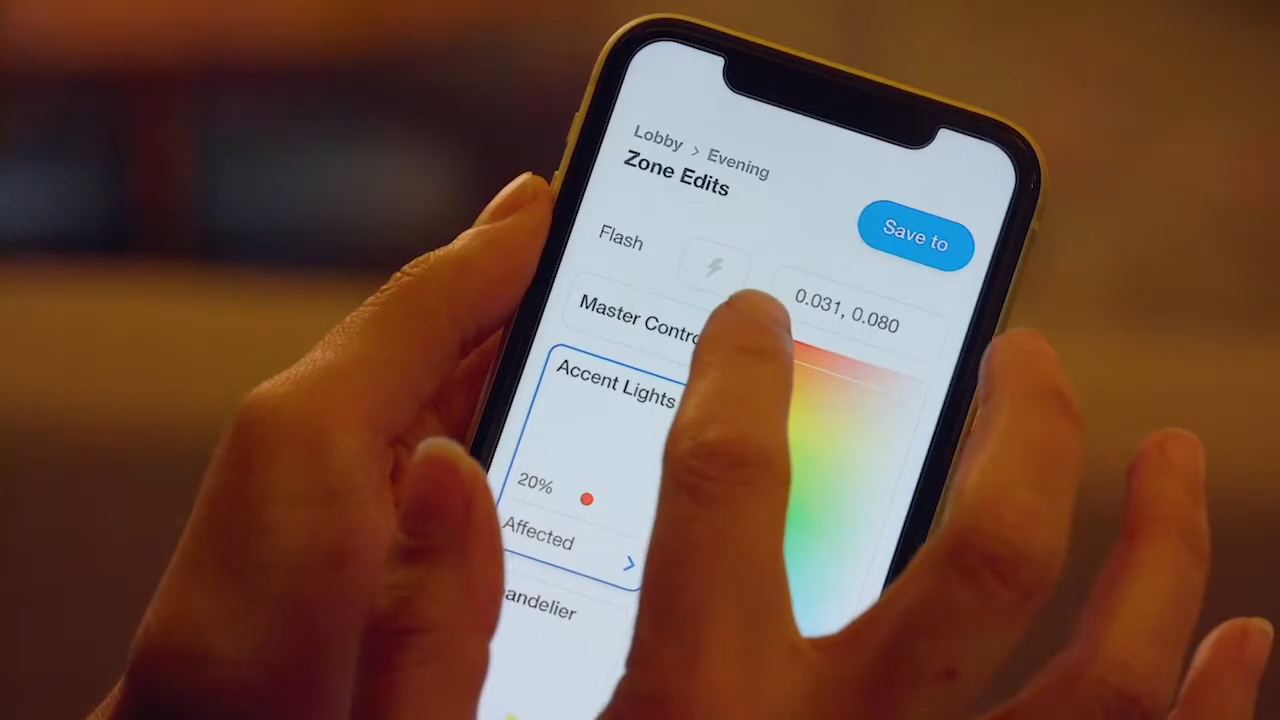 Lobby > Evening
Zone Edits
Save to
Flash
0.031, 0.080
Master Contro
Accent Lights
20%
Affected
andelier